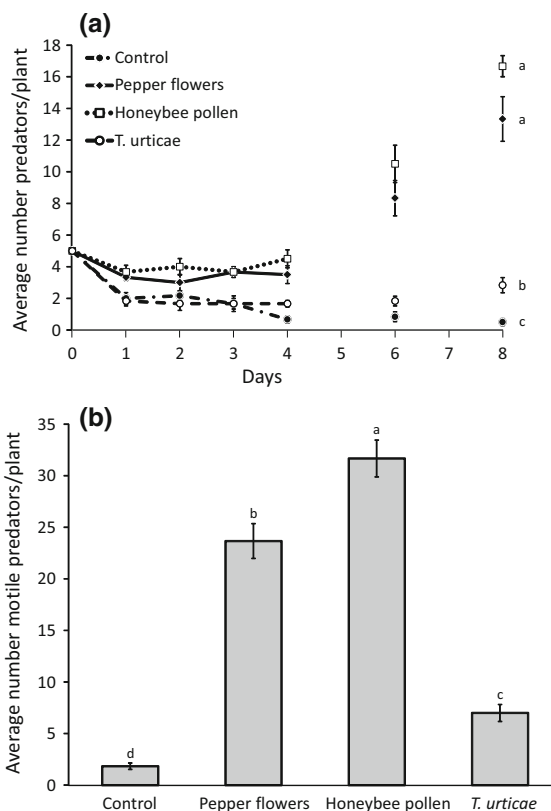 (a)
Average number predators/plant
18
16
14
12
10
8
6
4
2
0
Control
Pepper flowers
Honeybee pollen
T. urticae
a
a
b
c
0 1 2 3 4 5 6 7 8
Days
(b)
Average number motile predators/plant
35
30
25
20
15
10
5
0
d
b
a
c
Control Pepper flowers Honeybee pollen T. urticae